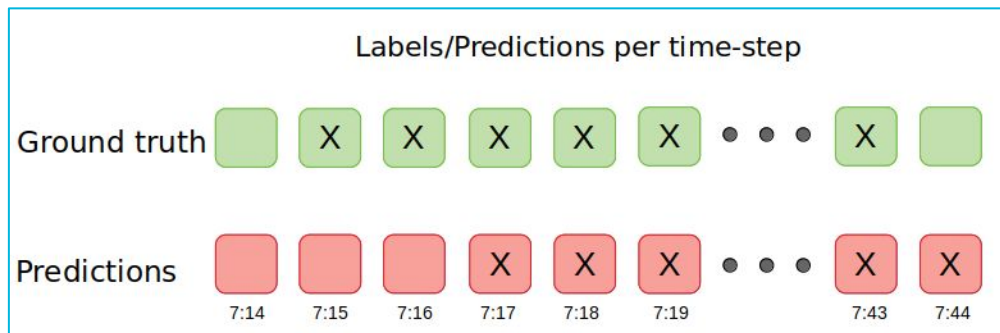 Labels/Predictions per time-step
Ground truth X X X X X X
Predictions X X X X X
7:14 7:15 7:16 7:17 7:18 7:19 7:43 7:44